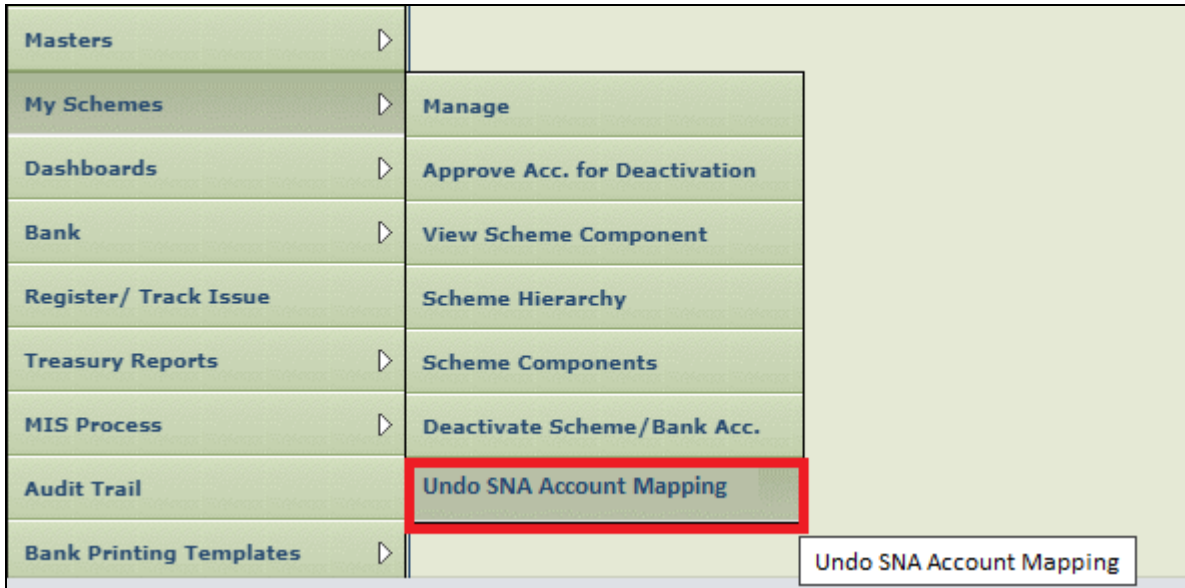 Masters
My Schemes
Dashboards
Bank
Register/ Track Issue
Treasury Reports
MIS Process
Audit Trail
Bank Printing Templates
Manage
Approve Acc. for Deactivation
View Scheme Component
Scheme Hierarchy
Scheme Components
Deactivate Scheme/Bank Acc.
Undo SNA Account Mapping
Undo SNA Account Mapping